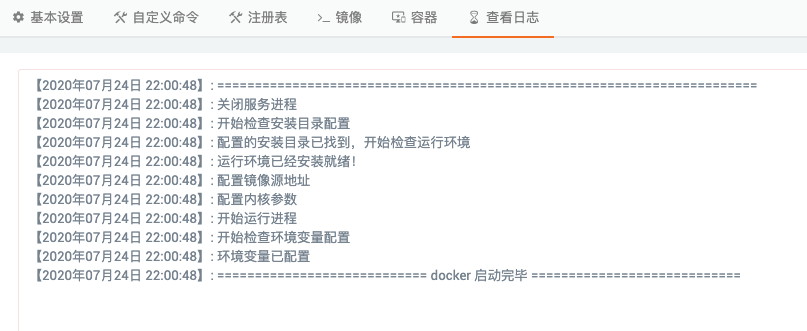 基本设置 自定义命令 注册表 镜像 容器 查看日志
【2020年07月24日 22:00:48】: =========================================================================
【2020年07月24日 22:00:48】: 关闭服务进程
【2020年07月24日 22:00:48】: 开始检查安装目录配置
【2020年07月24日 22:00:48】: 配置的安装目录已找到，开始检查运行环境
【2020年07月24日 22:00:48】: 运行环境已经安装就绪！
【2020年07月24日 22:00:48】: 配置镜像源地址
【2020年07月24日 22:00:48】: 配置内核参数
【2020年07月24日 22:00:48】: 开始运行进程
【2020年07月24日 22:00:48】: 开始检查环境变量配置
【2020年07月24日 22:00:48】: 环境变量已配置
【2020年07月24日 22:00:48】: ============================ docker 启动完毕 ============================